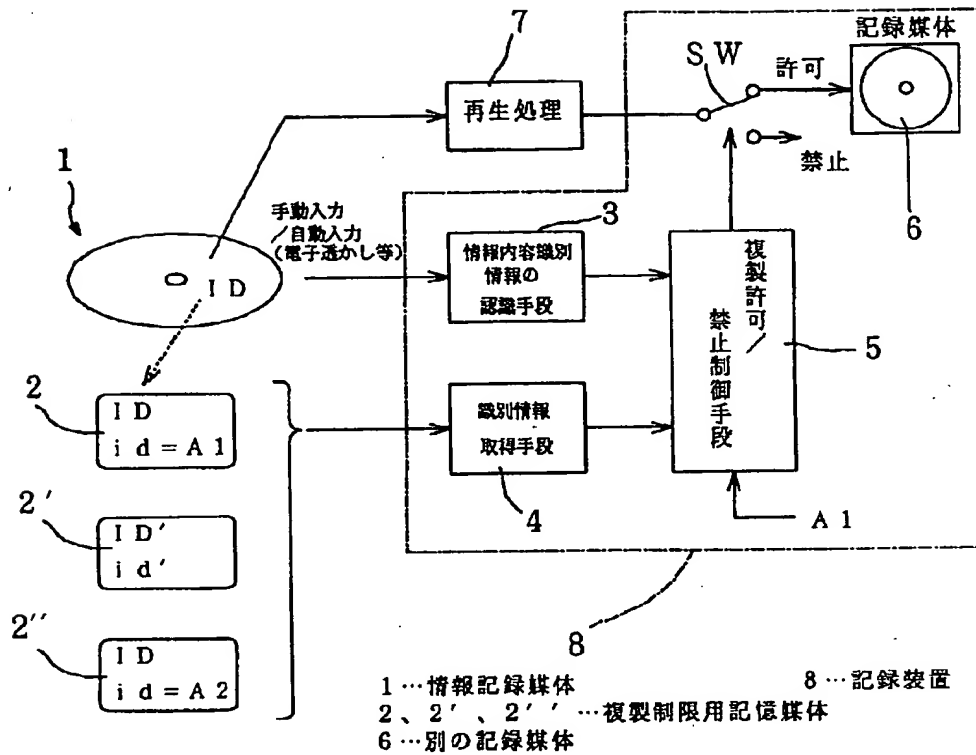 記録媒体
7
SW
許可
再生処理
禁止
6
1
手動入力
／自動入力
（電子透かし等）
3
情報内容識別
情報の
認識手段
複製許可／
禁止制御手段
5
ID
2
ID
id=A1
識別情報
取得手段
4
2'
ID'
id'
A1
2''
ID
id=A2
8
1…情報記録媒体
8…記録装置
2、2'、2''…複製制限用記憶媒体
6…別の記録媒体